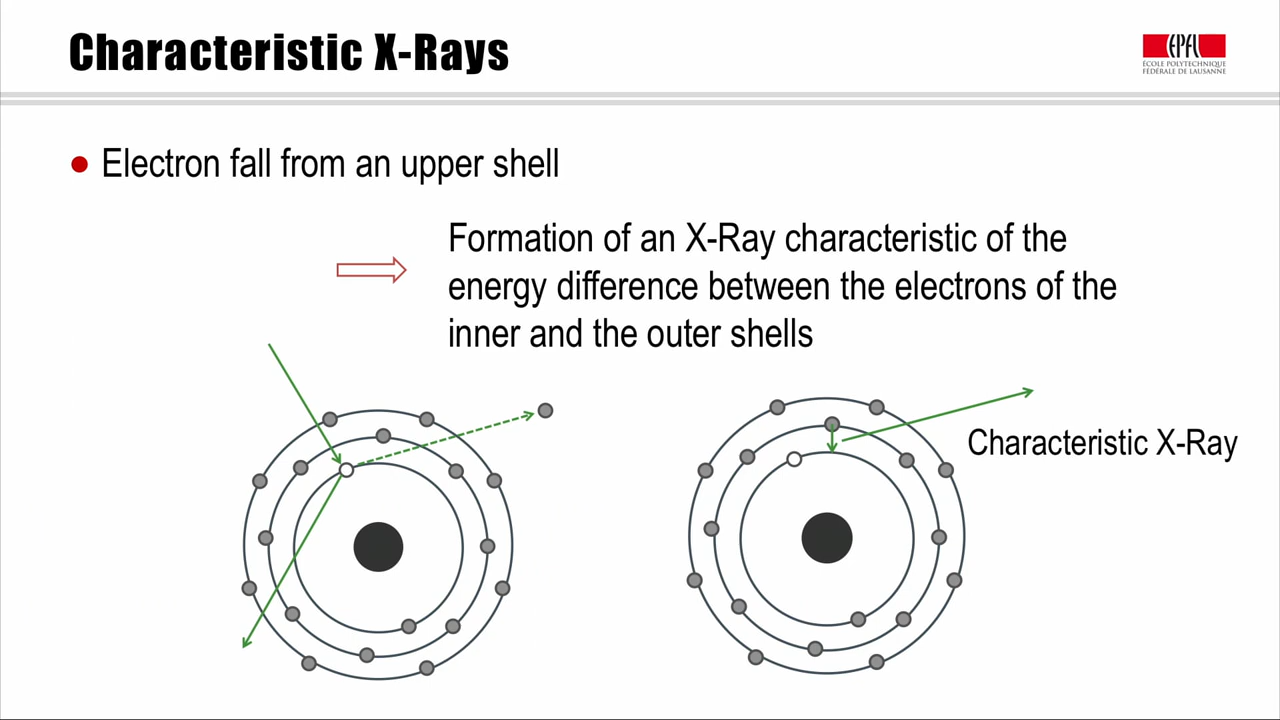 Characteristic X-Rays
EPFL
ÉCOLE POLYTECHNIQUE
FÉDÉRALE DE LAUSANNE
Electron fall from an upper shell
Formation of an X-Ray characteristic of the
energy difference between the electrons of the
inner and the outer shells
Characteristic X-Ray